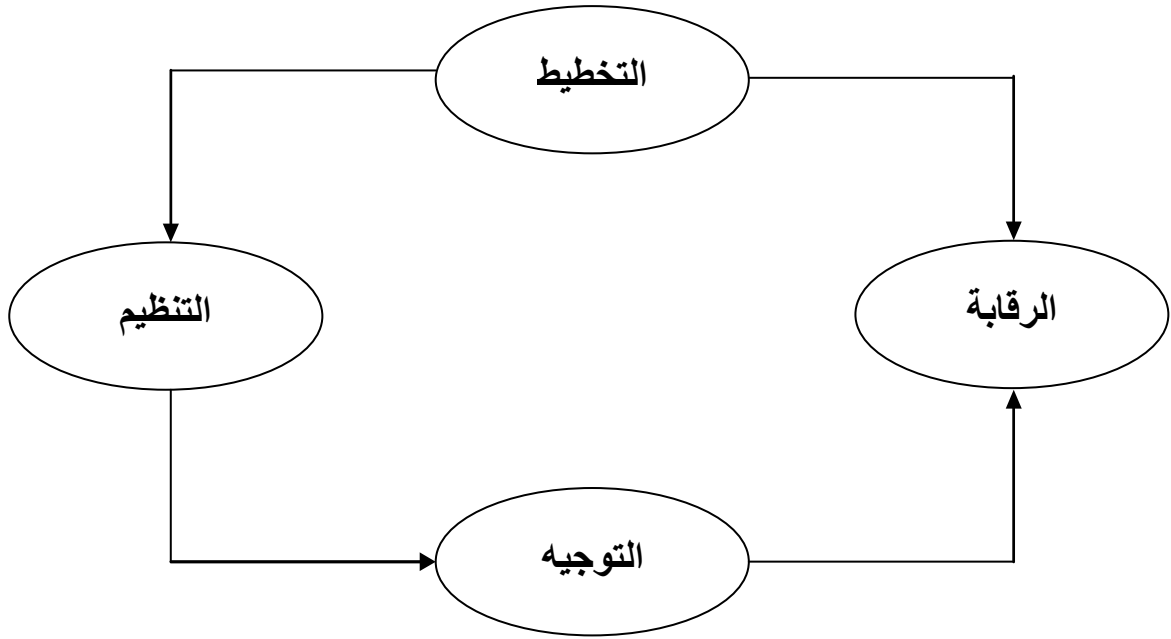 التخطيط
الرقابة
التنظيم
التوجيه